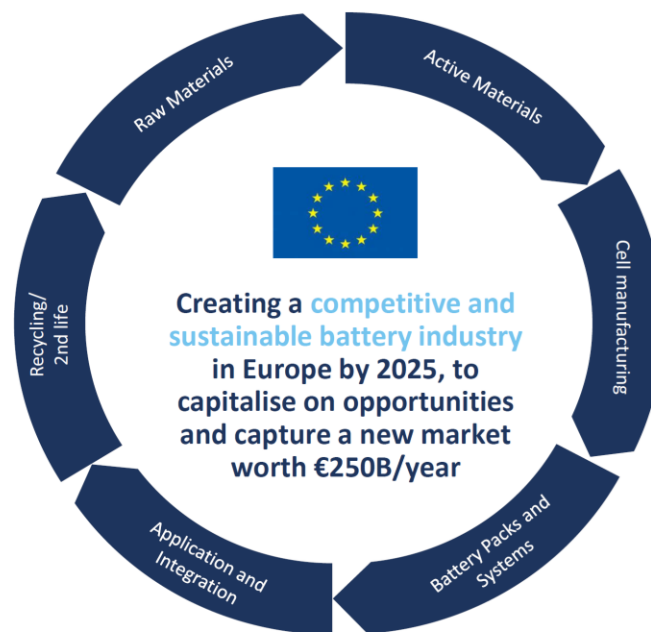 Raw Materials
Active Materials
Cell manufacturing
Battery Packs and
Systems
Application and
Integration
Recycling/
2nd life
Creating a competitive and
sustainable battery industry
in Europe by 2025, to
capitalise on opportunities
and capture a new market
worth €250B/year